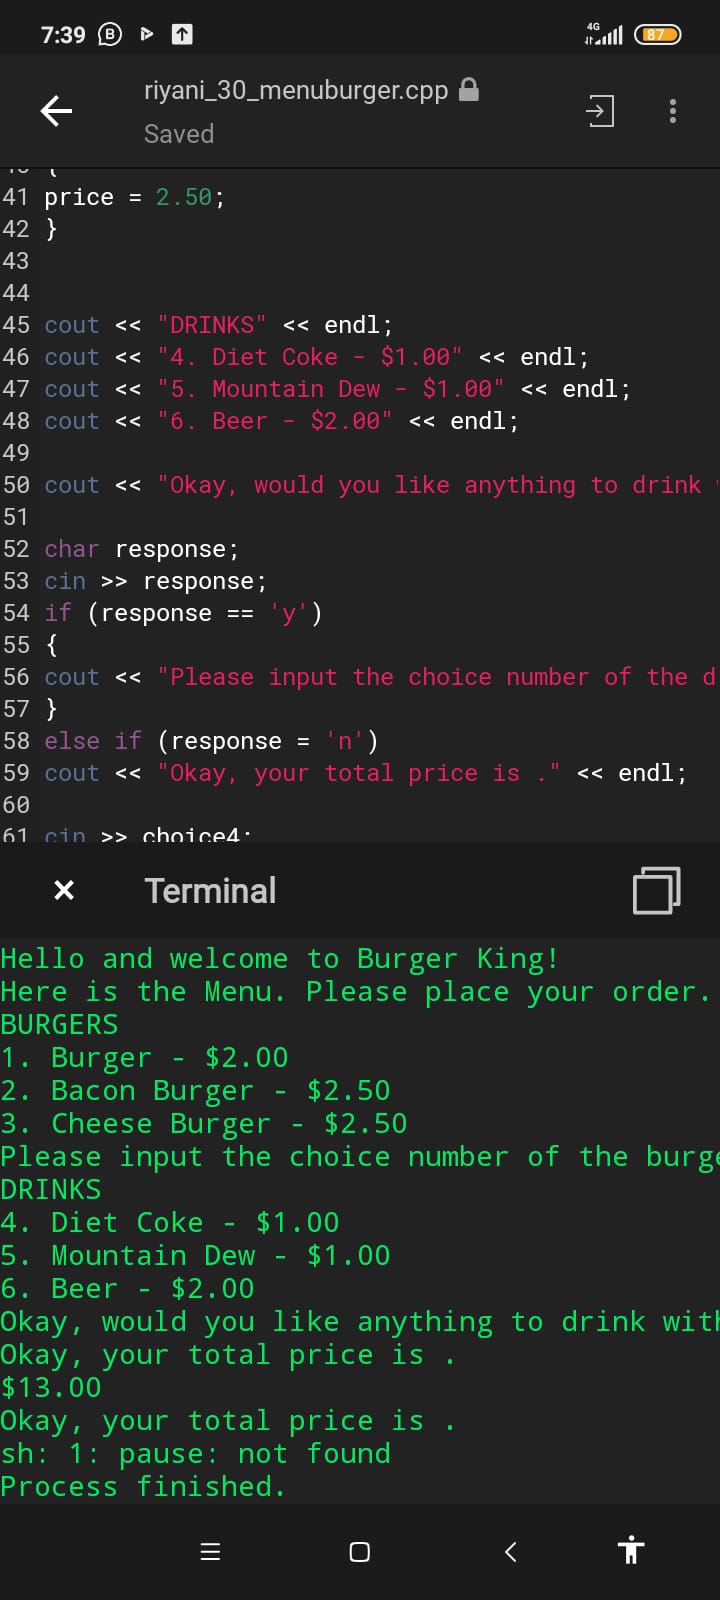 7:39 B 4G 87
riyani_30_menuburger.cpp
Saved
{
41 price = 2.50;
42 }
43
44
45 cout << "DRINKS" << endl;
46 cout << "4. Diet Coke - $1.00" << endl;
47 cout << "5. Mountain Dew - $1.00" << endl;
48 cout << "6. Beer - $2.00" << endl;
49
50 cout << "Okay, would you like anything to drink
51
52 char response;
53 cin >> response;
54 if (response == 'y')
55 {
56 cout << "Please input the choice number of the d
57 }
58 else if (response = 'n')
59 cout << "Okay, your total price is ." << endl;
60
61 cin >> choice4;
× Terminal
Hello and welcome to Burger King!
Here is the Menu. Please place your order.
BURGERS
1. Burger - $2.00
2. Bacon Burger - $2.50
3. Cheese Burger - $2.50
Please input the choice number of the burge
DRINKS
4. Diet Coke - $1.00
5. Mountain Dew - $1.00
6. Beer - $2.00
Okay, would you like anything to drink with
Okay, your total price is .
$13.00
Okay, your total price is .
sh: 1: pause: not found
Process finished.